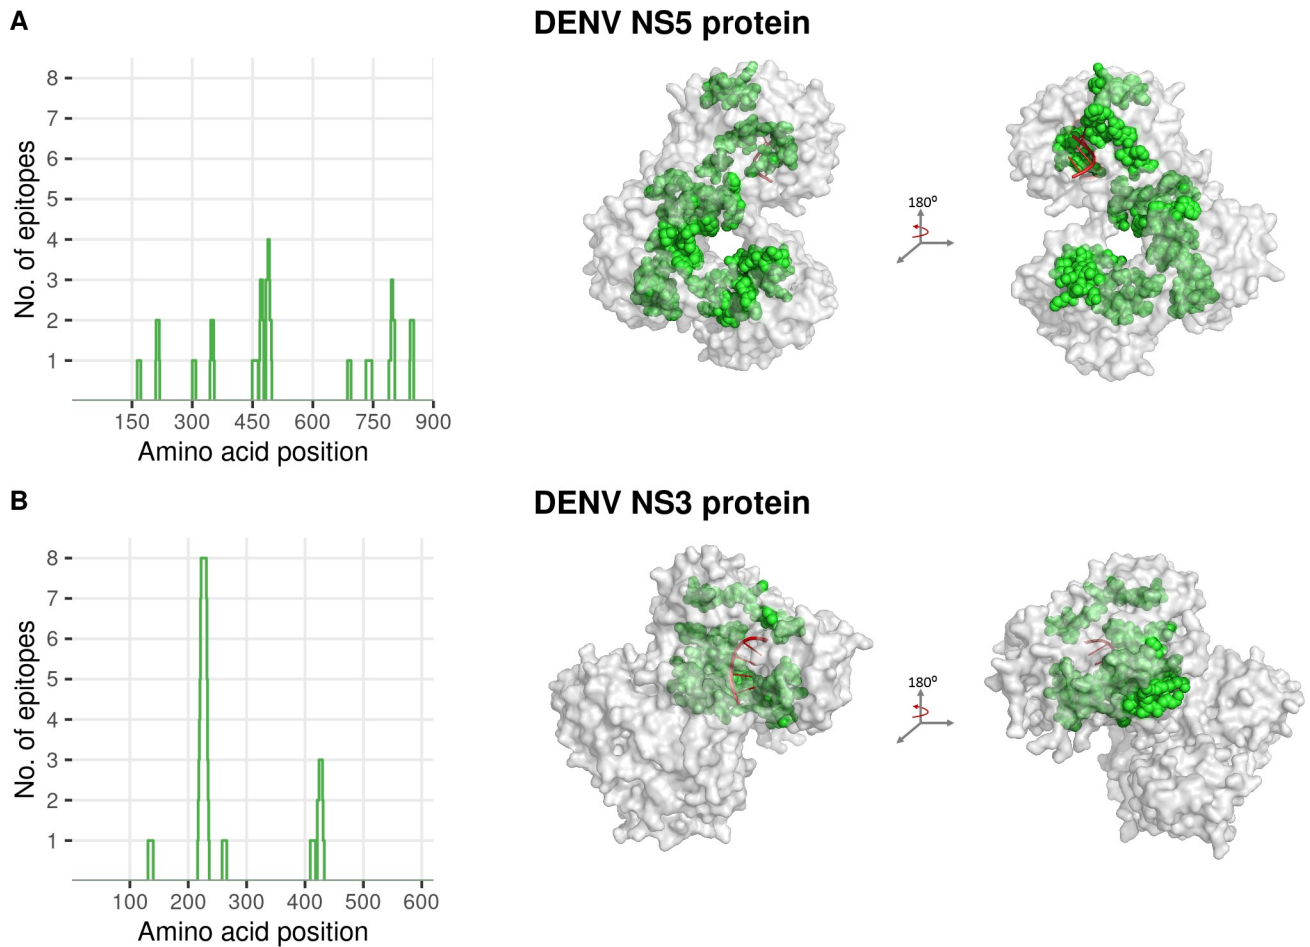 A
DENV NS5 protein
No. of epitopes
8
7
6
5
4
3
2
1
150 300 450 600 750 900
Amino acid position
180º
B
DENV NS3 protein
No. of epitopes
8
7
6
5
4
3
2
1
100 200 300 400 500 600
Amino acid position
180º